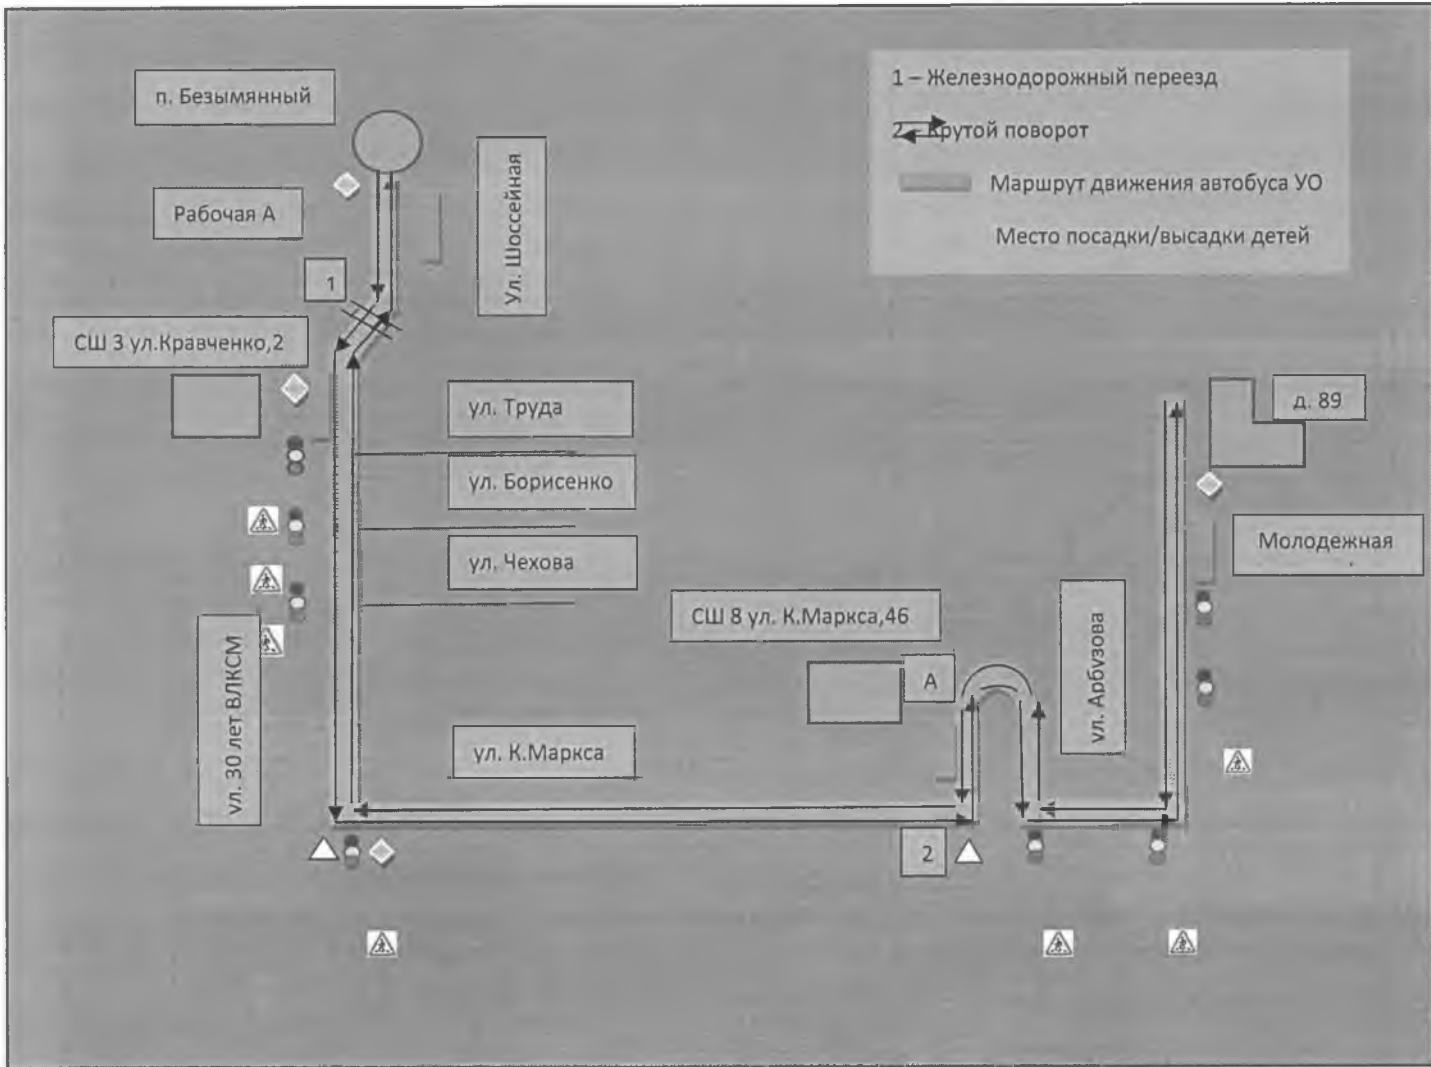 п. Безымянный
1 – Железнодорожный переезд
2 – Крутой поворот
Маршрут движения автобуса УО
Место посадки/высадки детей
Ул. Шоссейная
Рабочая А
1
СШ 3 ул.Кравченко,2
ул. Труда
д. 89
ул. Борисенко
Молодежная
ул. Чехова
СШ 8 ул. К.Маркса,46
А
ул. Арбузова
ул. 30 лет ВЛКСМ
ул. К.Маркса
2